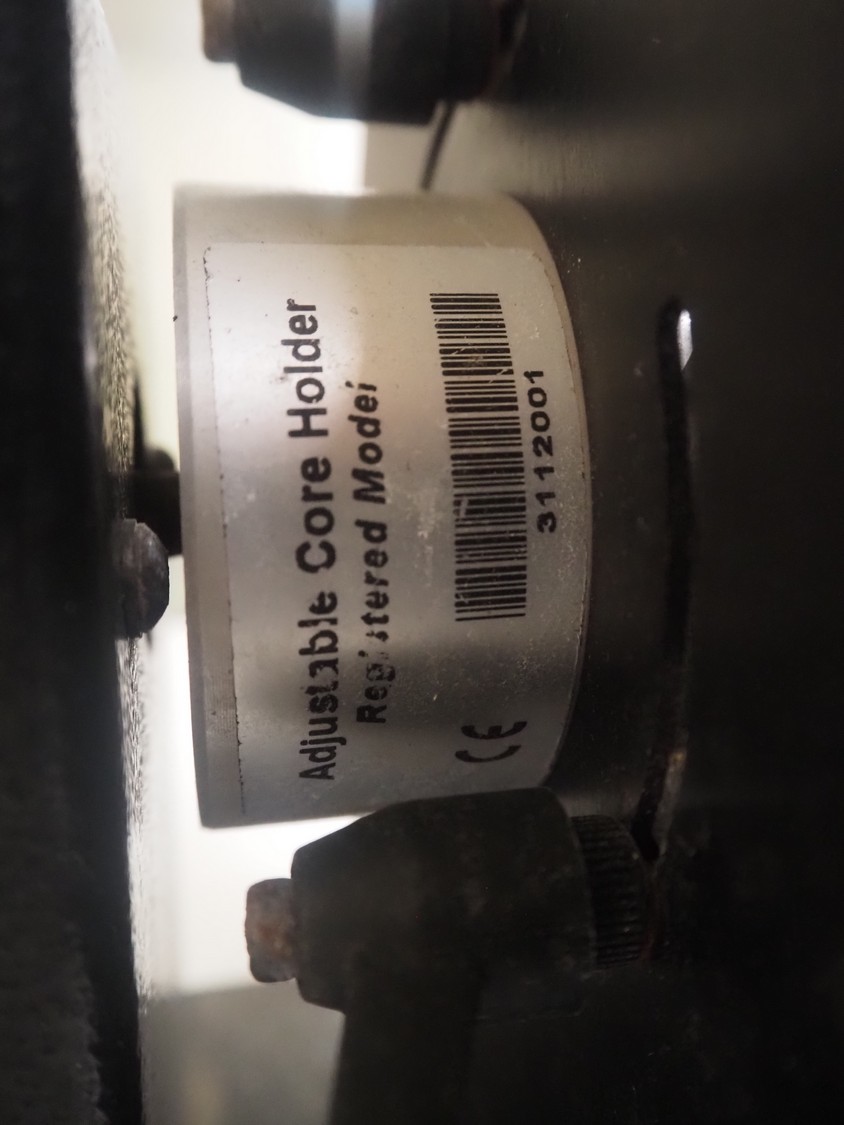 Adjustable Core Holder
Registered Model
3112001
CE